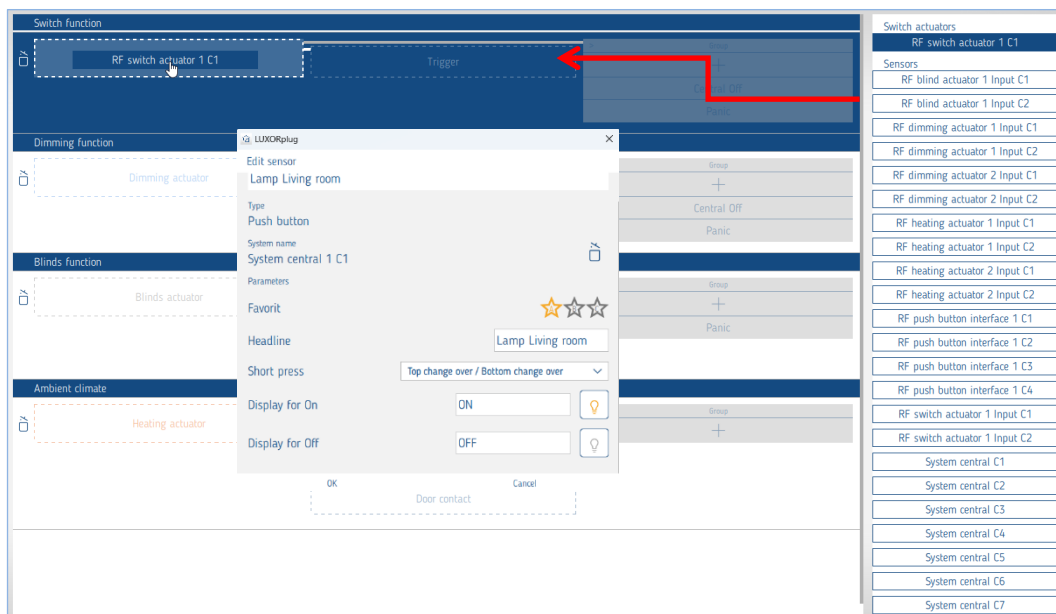 Switch function
RF switch actuator 1 C1
Trigger
Group
Central Off
Panic
Dimming function
Dimming actuator
Group
Central Off
Panic
Blinds function
Blinds actuator
Group
Panic
Ambient climate
Heating actuator
Group
Door contact
LUXORplug
Edit sensor
Lamp Living room
Type
Push button
System name
System central 1 C1
Parameters
Favorit
Headline
Lamp Living room
Short press
Top change over / Bottom change over
Display for On
ON
Display for Off
OFF
OK
Cancel
Switch actuators
RF switch actuator 1 C1
Sensors
RF blind actuator 1 Input C1
RF blind actuator 1 Input C2
RF dimming actuator 1 Input C1
RF dimming actuator 1 Input C2
RF dimming actuator 2 Input C1
RF dimming actuator 2 Input C2
RF heating actuator 1 Input C1
RF heating actuator 1 Input C2
RF heating actuator 2 Input C1
RF heating actuator 2 Input C2
RF push button interface 1 C1
RF push button interface 1 C2
RF push button interface 1 C3
RF push button interface 1 C4
RF switch actuator 1 Input C1
RF switch actuator 1 Input C2
System central C1
System central C2
System central C3
System central C4
System central C5
System central C6
System central C7